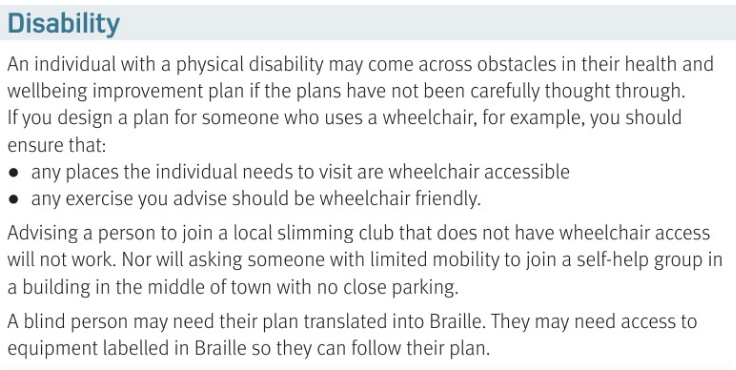 Disability
An individual with a physical disability may come across obstacles in their health and
wellbeing improvement plan if the plans have not been carefully thought through.
If you design a plan for someone who uses a wheelchair, for example, you should
ensure that:
● any places the individual needs to visit are wheelchair accessible
● any exercise you advise should be wheelchair friendly.
Advising a person to join a local slimming club that does not have wheelchair access
will not work. Nor will asking someone with limited mobility to join a self-help group in
a building in the middle of town with no close parking.
A blind person may need their plan translated into Braille. They may need access to
equipment labelled in Braille so they can follow their plan.